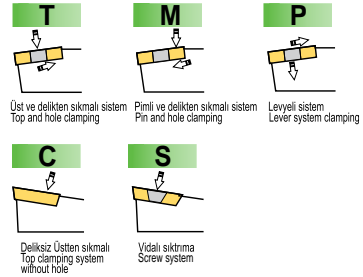 T
M
P
Üst ve delikten sıkmalı sistem
Top and hole clamping
Pimli ve delikten sıkmalı sistem
Pin and hole clamping
Levyeli sistem
Lever system clamping
C
S
Deliksiz Üstten sıkmalı
Top clamping system
without hole
Vidalı sıktrıma
Screw system